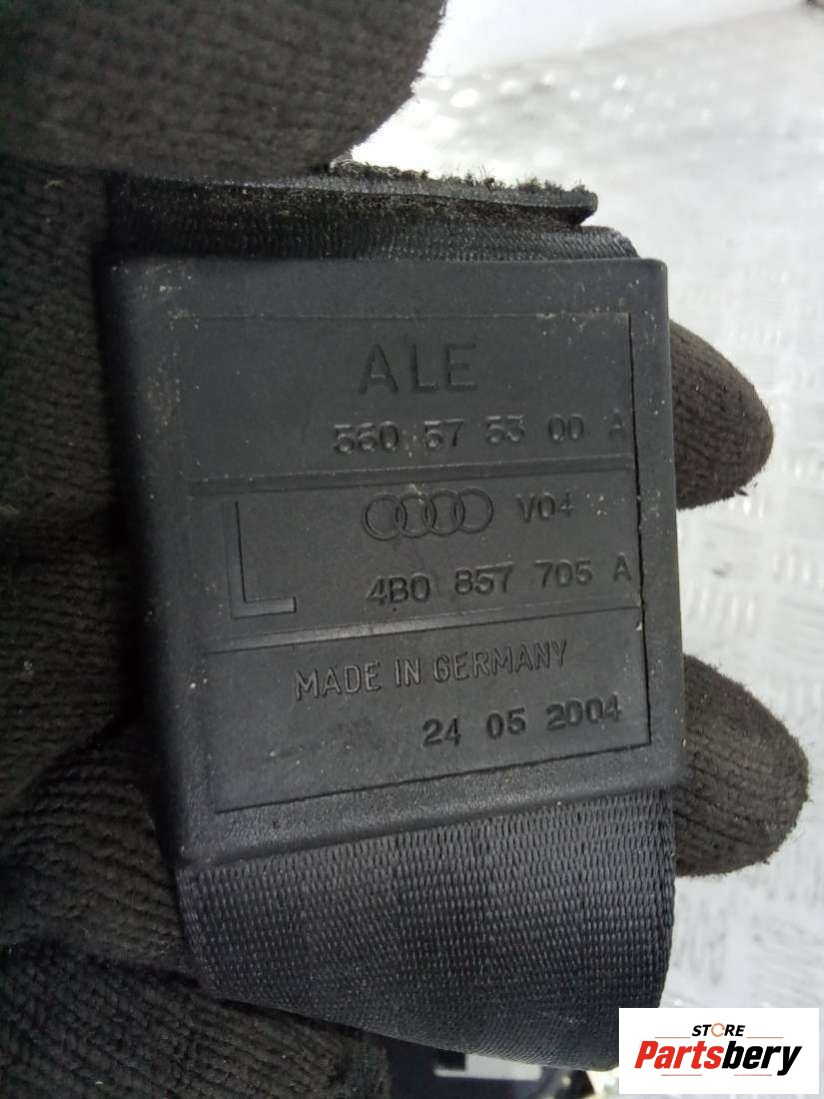 ALE
560 57 53 00 A
L
V04
4B0 857 705 A
MADE IN GERMANY
24 05 2004
STORE
Partsbery